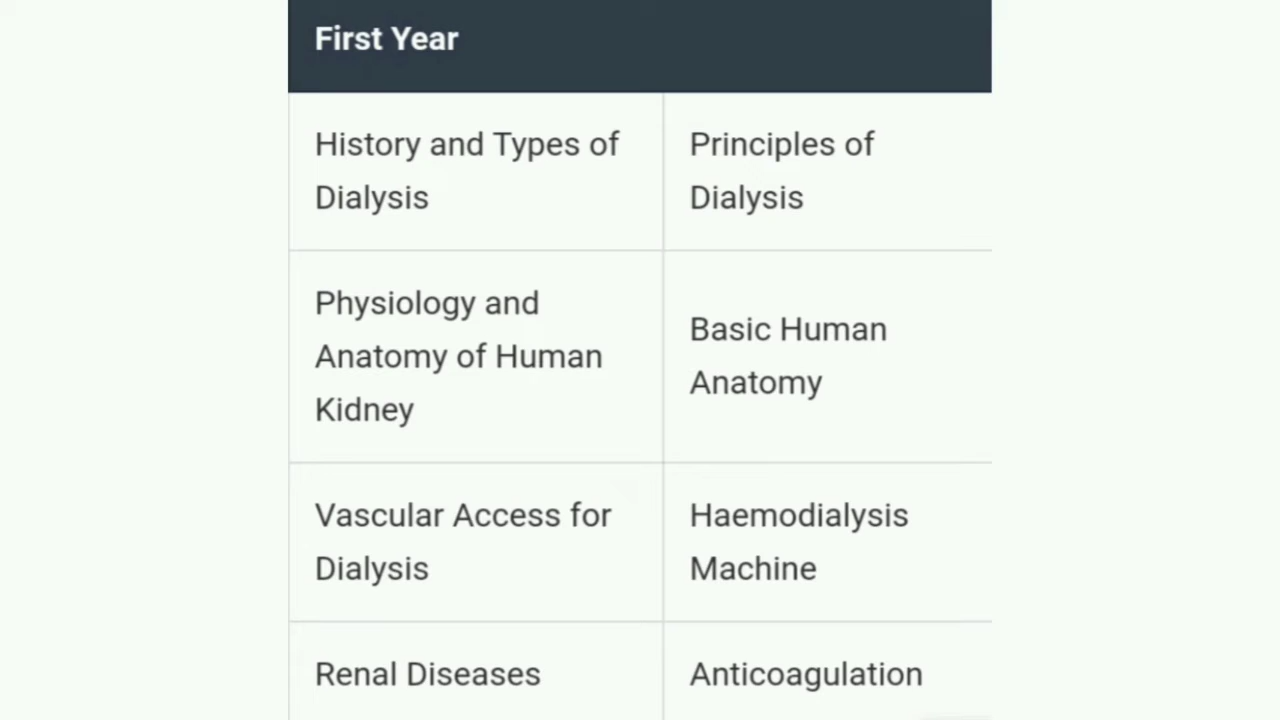 First Year
History and Types of
Dialysis
Principles of
Dialysis
Physiology and
Anatomy of Human
Kidney
Basic Human
Anatomy
Vascular Access for
Dialysis
Haemodialysis
Machine
Renal Diseases
Anticoagulation